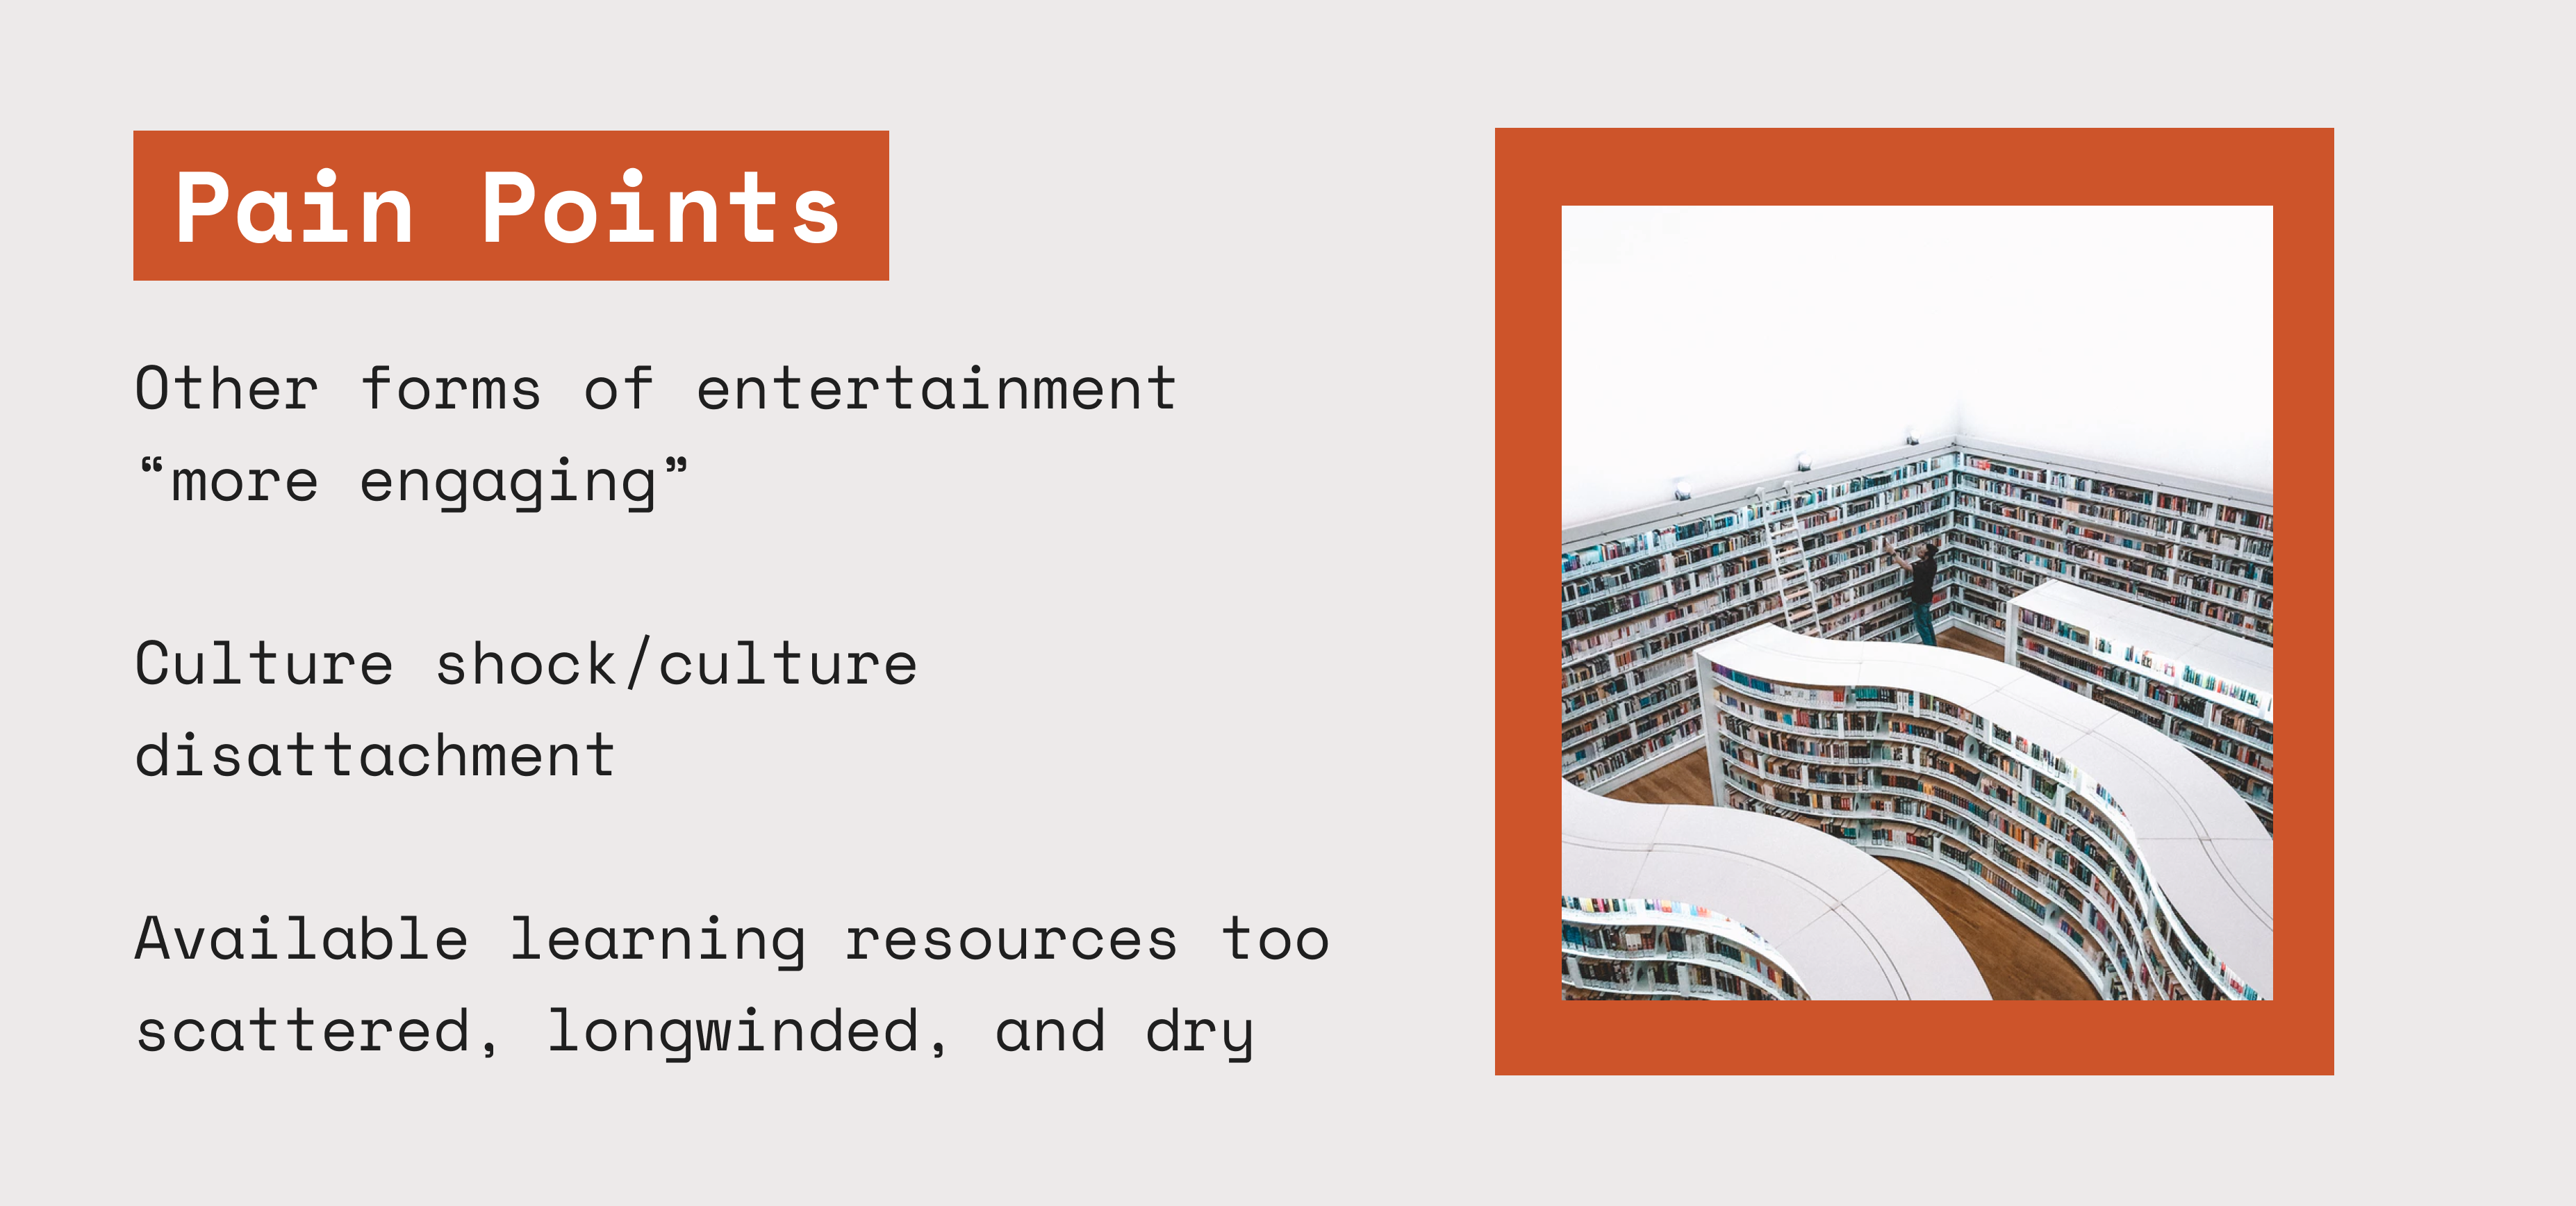 Pain Points
Other forms of entertainment
“more engaging”
Culture shock/culture
disattachment
Available learning resources too
scattered, longwinded, and dry